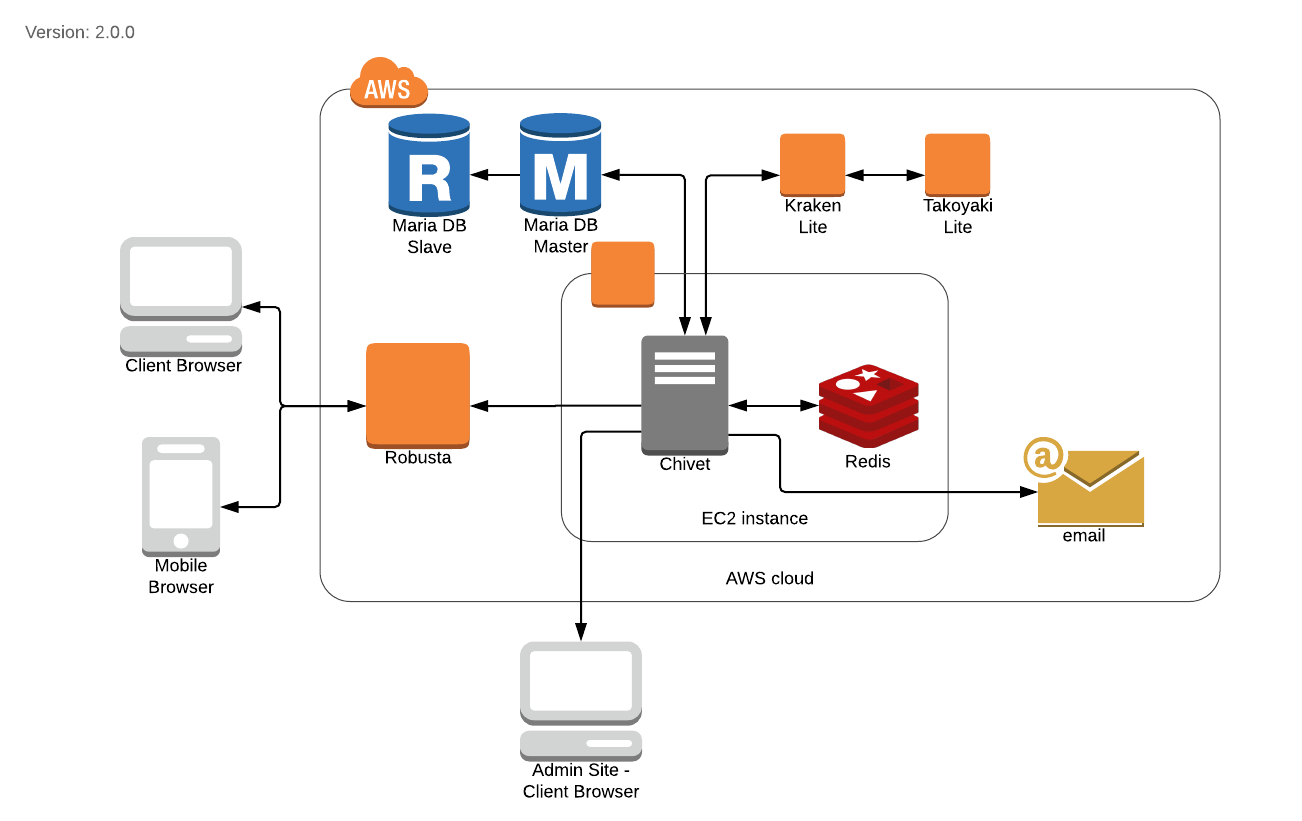 Version: 2.0.0
AWS
R
M
Maria DB
Slave
Maria DB
Master
Kraken
Lite
Takoyaki
Lite
Client Browser
Robusta
Chivet
Redis
@
EC2 instance
email
Mobile
Browser
AWS cloud
Admin Site -
Client Browser